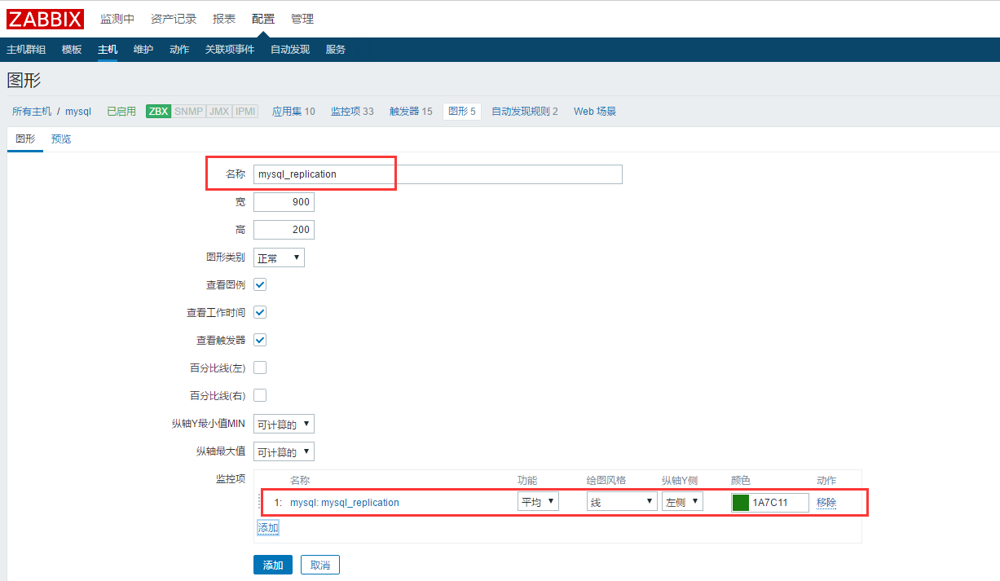 ZABBIX 监测中 资产记录 报表 配置 管理
主机群组 模板 主机 维护 动作 关联项事件 自动发现 服务
图形
所有主机 / mysql 已启用 ZBX SNMP JMX IPMI 应用集 10 监控项 33 触发器 15 图形 5 自动发现规则 2 Web 场景
图形 预览
名称 mysql_replication
宽 900
高 200
图形类别 正常
查看图例
查看工作时间
查看触发器
百分比线(左)
百分比线(右)
纵轴Y最小值MIN 可计算的
纵轴最大值 可计算的
监控项 名称 功能 绘图风格 纵轴Y侧 颜色 动作
1: mysql: mysql_replication 平均 线 左侧 1A7C11 移除
添加
添加 取消